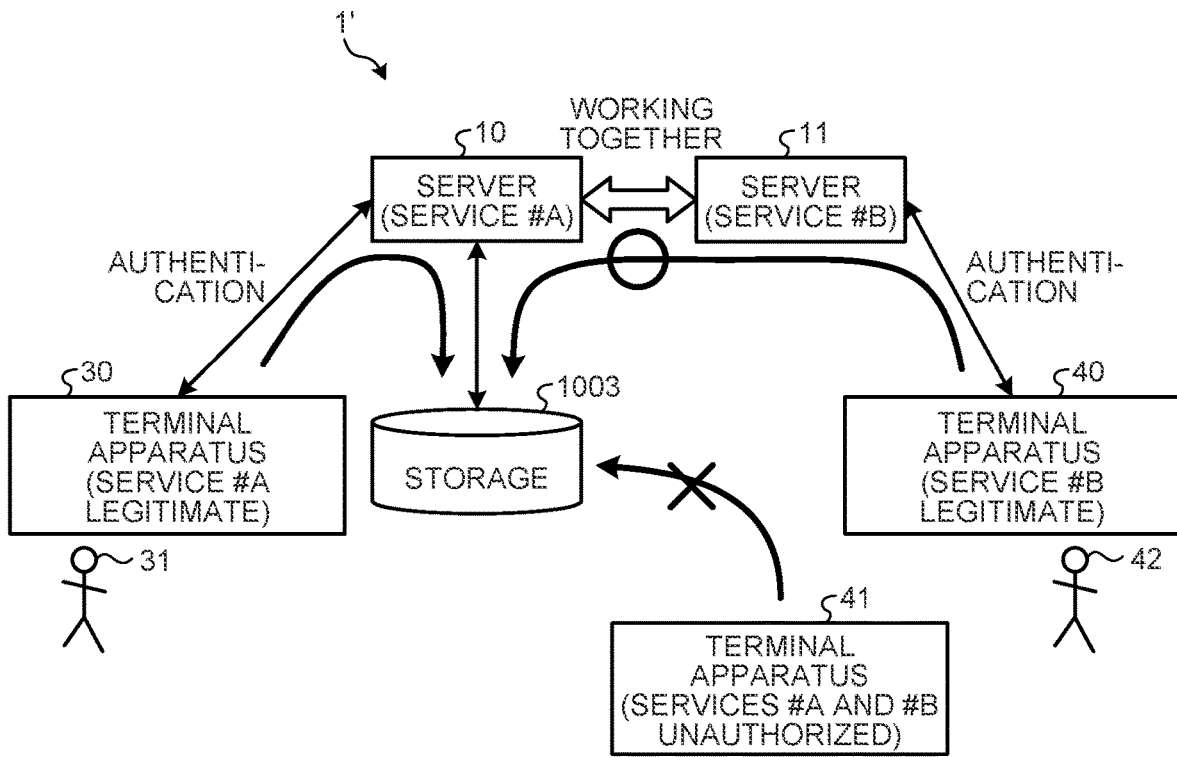 1'
WORKING
TOGETHER
10
11
SERVER
(SERVICE #A)
SERVER
(SERVICE #B)
AUTHENTI-
CATION
AUTHENTI-
CATION
30
1003
40
TERMINAL
APPARATUS
(SERVICE #A
LEGITIMATE)
STORAGE
TERMINAL
APPARATUS
(SERVICE #B
LEGITIMATE)
31
42
41
TERMINAL
APPARATUS
(SERVICES #A AND #B
UNAUTHORIZED)